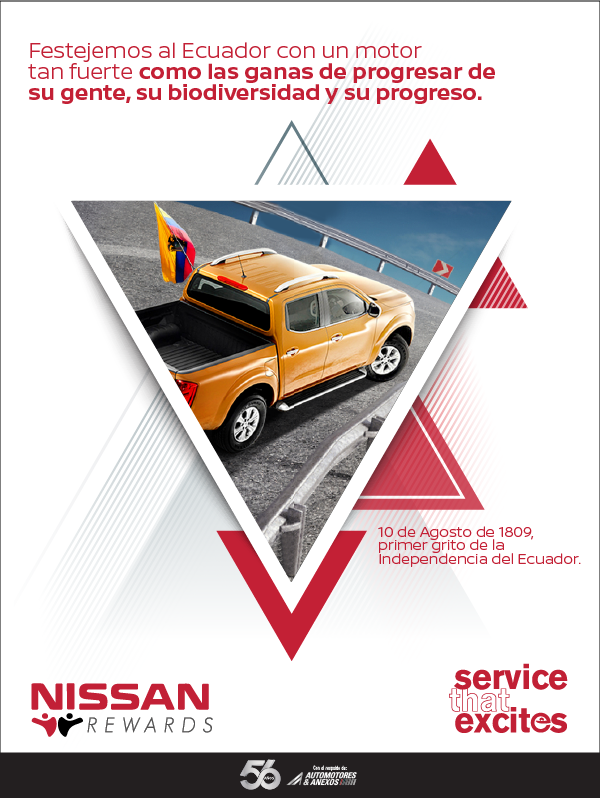 Festejemos al Ecuador con un motor
tan fuerte como las ganas de progresar de
su gente, su biodiversidad y su progreso.
10 de Agosto de 1809,
primer grito de la
Independencia del Ecuador.
NISSAN
REWARDS
service
that
excites
56
Años
Con el respaldo de:
AUTOMOTORES
& ANEXOS